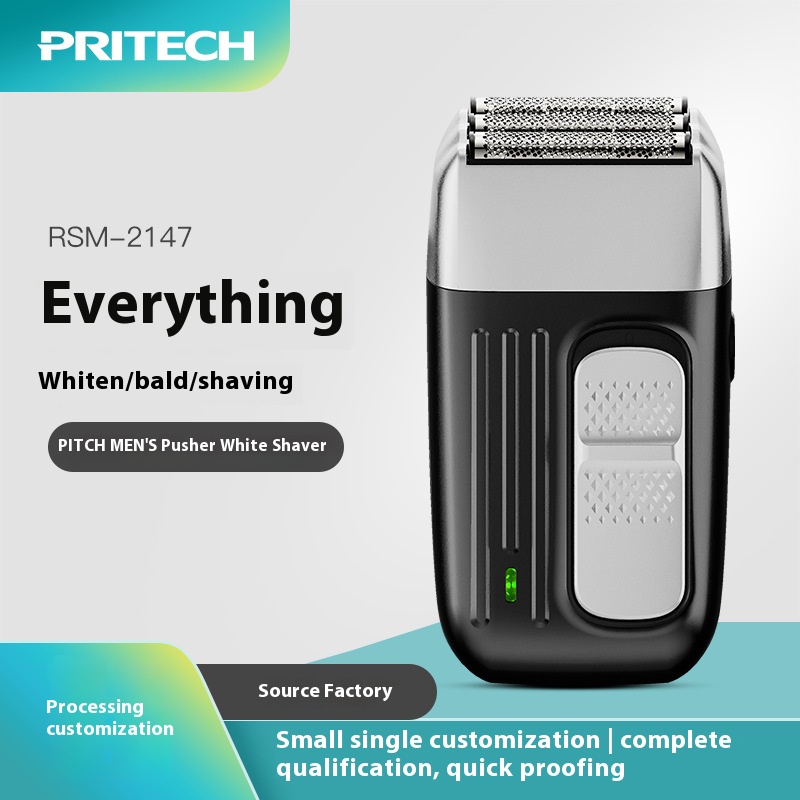 PRITECH
RSM-2147
Everything
Whiten/bald/shaving
PITCH MEN'S Pusher White Shaver
Source Factory
Processing
customization
Small single customization | complete
qualification, quick proofing